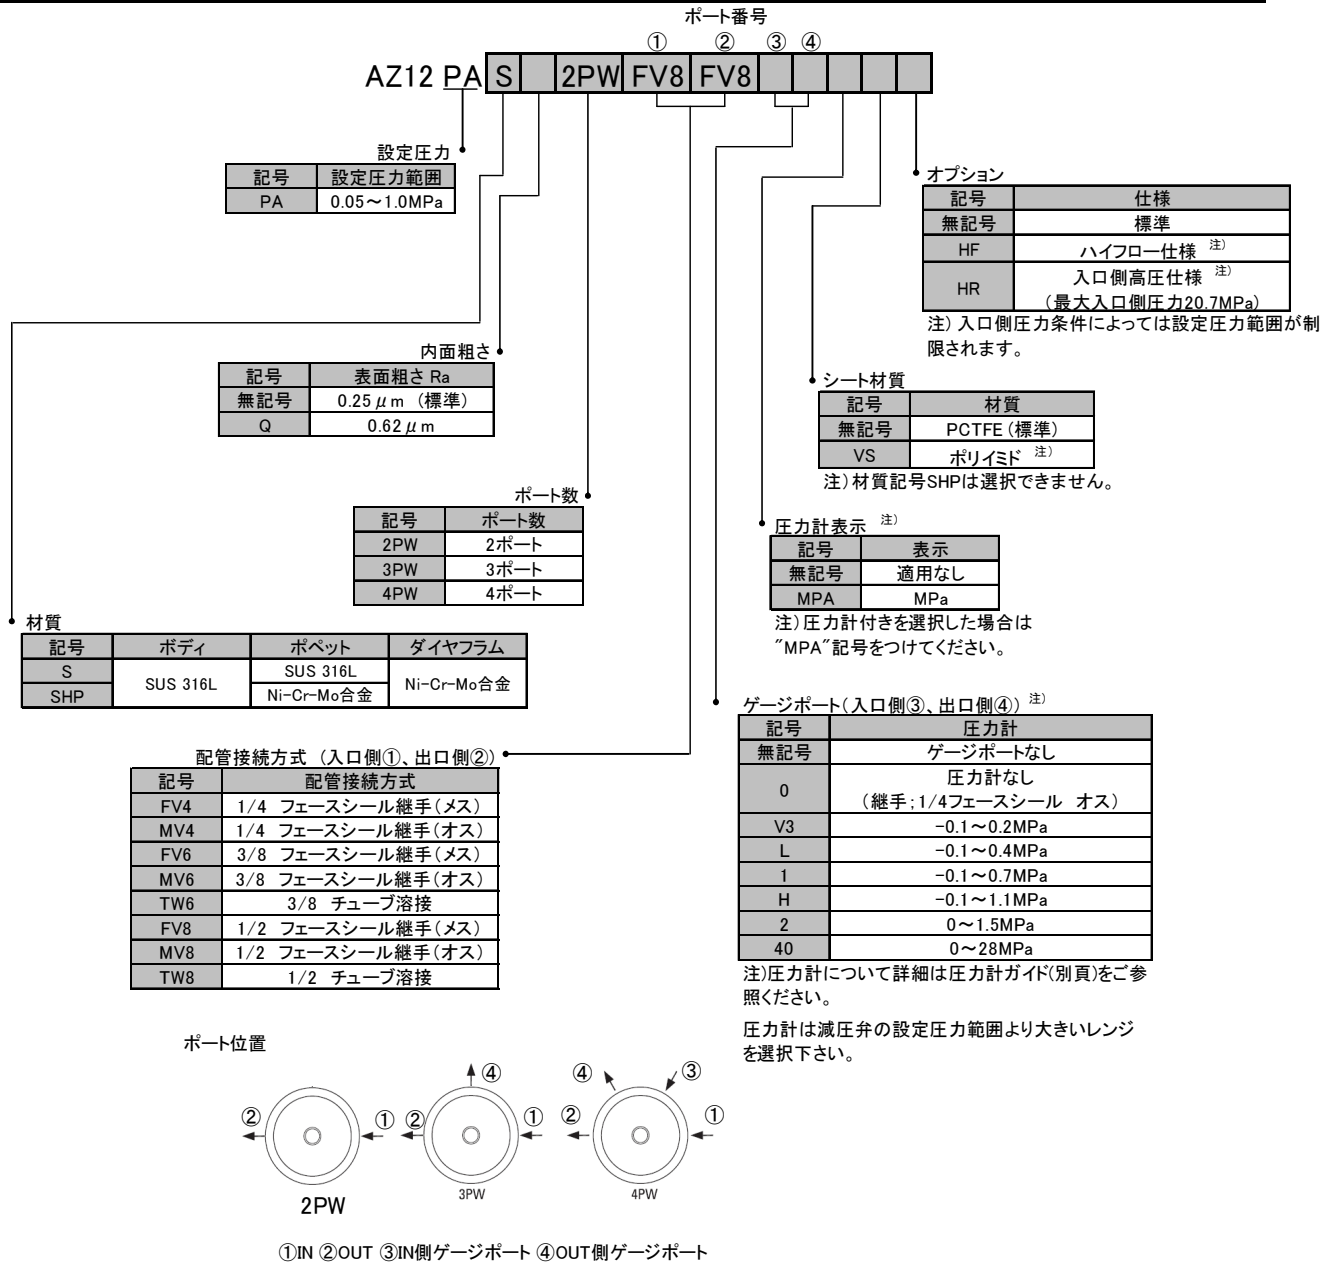 ポート番号
① ② ③ ④
AZ12 PA S 2PW FV8 FV8
設定圧力
記号 設定圧力範囲
PA 0.05～1.0MPa
オプション
記号 仕様
無記号 標準
HF ハイフロー仕様 注）
HR 入口側高圧仕様 注）
（最大入口側圧力20.7MPa）
注）入口側圧力条件によっては設定圧力範囲が制
限されます。
内面粗さ
記号 表面粗さ Ra
無記号 0.25μm （標準）
Q 0.62μm
シート材質
記号 材質
無記号 PCTFE（標準）
VS ポリイミド 注）
注）材質記号SHPは選択できません。
ポート数
記号 ポート数
2PW 2ポート
3PW 3ポート
4PW 4ポート
圧力計表示 注）
記号 表示
無記号 適用なし
MPA MPa
注）圧力計付きを選択した場合は
"MPA"記号をつけてください。
材質
記号 ボディ ポペット ダイヤフラム
S SUS 316L SUS 316L Ni-Cr-Mo合金
SHP Ni-Cr-Mo合金
ゲージポート（入口側③、出口側④） 注）
記号 圧力計
無記号 ゲージポートなし
0 圧力計なし
（継手；1/4フェースシール オス）
V3 -0.1～0.2MPa
L -0.1～0.4MPa
1 -0.1～0.7MPa
H -0.1～1.1MPa
2 0～1.5MPa
40 0～28MPa
注)圧力計について詳細は圧力計ガイド(別頁)をご参
照ください。
圧力計は減圧弁の設定圧力範囲より大きいレンジ
を選択下さい。
配管接続方式 （入口側①、出口側②）
記号 配管接続方式
FV4 1/4 フェースシール継手（メス）
MV4 1/4 フェースシール継手（オス）
FV6 3/8 フェースシール継手（メス）
MV6 3/8 フェースシール継手（オス）
TW6 3/8 チューブ溶接
FV8 1/2 フェースシール継手（メス）
MV8 1/2 フェースシール継手（オス）
TW8 1/2 チューブ溶接
ポート位置
② ①
2PW
④
② ①
3PW
④ ③
② ①
4PW
①IN ②OUT ③IN側ゲージポート ④OUT側ゲージポート